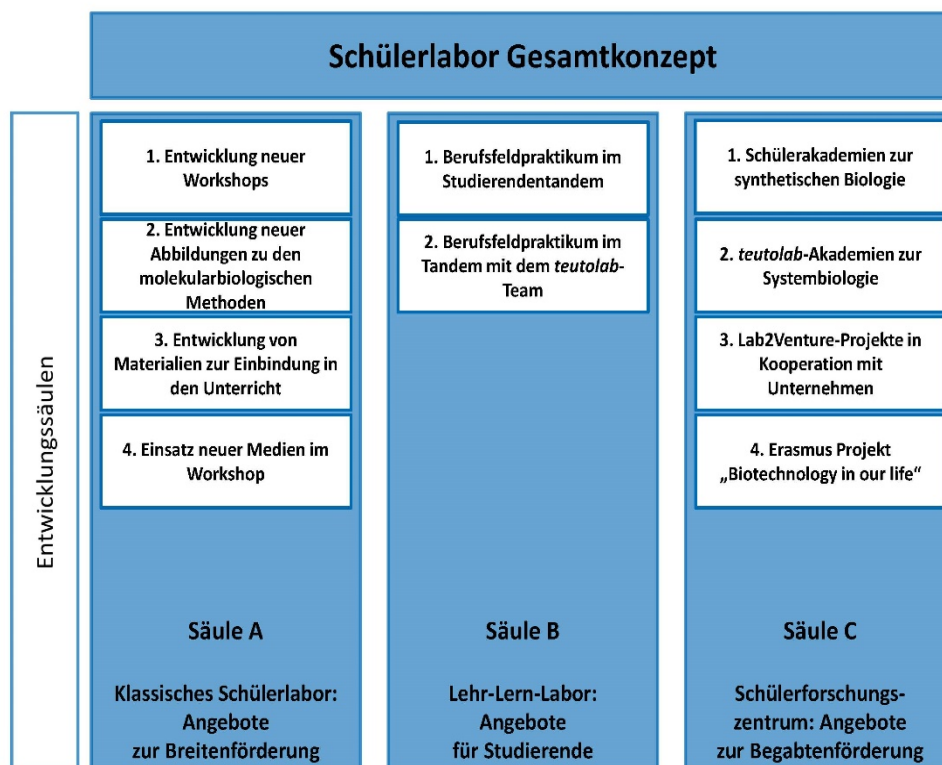 Schülerlabor Gesamtkonzept
Entwicklungssäulen
1. Entwicklung neuer
Workshops
2. Entwicklung neuer
Abbildungen zu den
molekularbiologischen
Methoden
3. Entwicklung von
Materialien zur Einbindung in
den Unterricht
4. Einsatz neuer Medien im
Workshop
Säule A
Klassisches Schülerlabor:
Angebote
zur Breitenförderung
1. Berufsfeldpraktikum im
Studierendentandem
2. Berufsfeldpraktikum im
Tandem mit dem teutolab-
Team
Säule B
Lehr-Lern-Labor:
Angebote
für Studierende
1. Schülerakademien zur
synthetischen Biologie
2. teutolab-Akademien zur
Systembiologie
3. Lab2Venture-Projekte in
Kooperation mit
Unternehmen
4. Erasmus Projekt
„Biotechnology in our life“
Säule C
Schülerforschungs-
zentrum: Angebote
zur Begabtenförderung